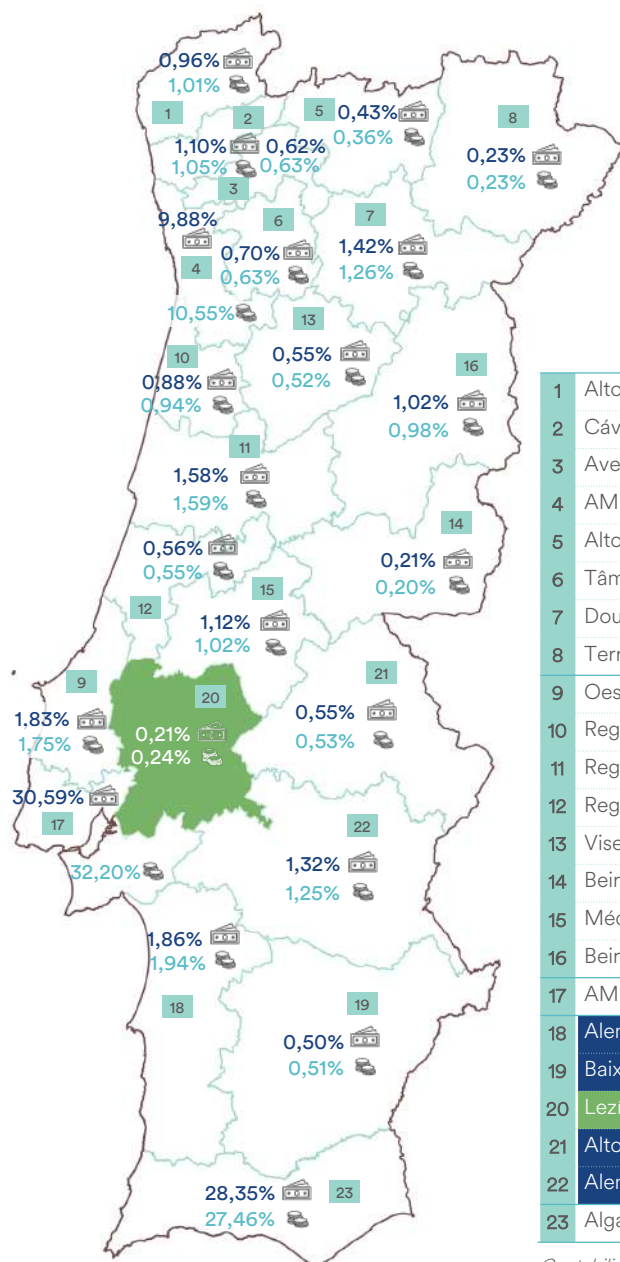 0,96%
1,01%
1
2
1,10% 0,62%
1,05% 0,63%
5 0,43%
0,36%
8
0,23%
0,23%
3
9,88%
4
10,55%
6
0,70%
0,63%
7
1,42%
1,26%
13
0,55%
0,52%
10
0,88%
0,94%
16
1,02%
0,98%
11
1,58%
1,59%
14
0,21%
0,20%
0,56%
0,55%
12
15
1,12%
1,02%
9
1,83%
1,75%
20
0,21%
0,24%
21
0,55%
0,53%
30,59%
17
32,20%
22
1,32%
1,25%
1,86%
1,94%
18
19
0,50%
0,51%
28,35%
27,46%
23
1 Alto
2 Cáv
3 Ave
4 AM
5 Alto
6 Tâm
7 Dou
8 Terr
9 Oes
10 Reg
11 Reg
12 Reg
13 Vise
14 Beir
15 Méd
16 Beir
17 AM
18 Alen
19 Baix
20 Lezí
21 Alto
22 Alen
23 Alga